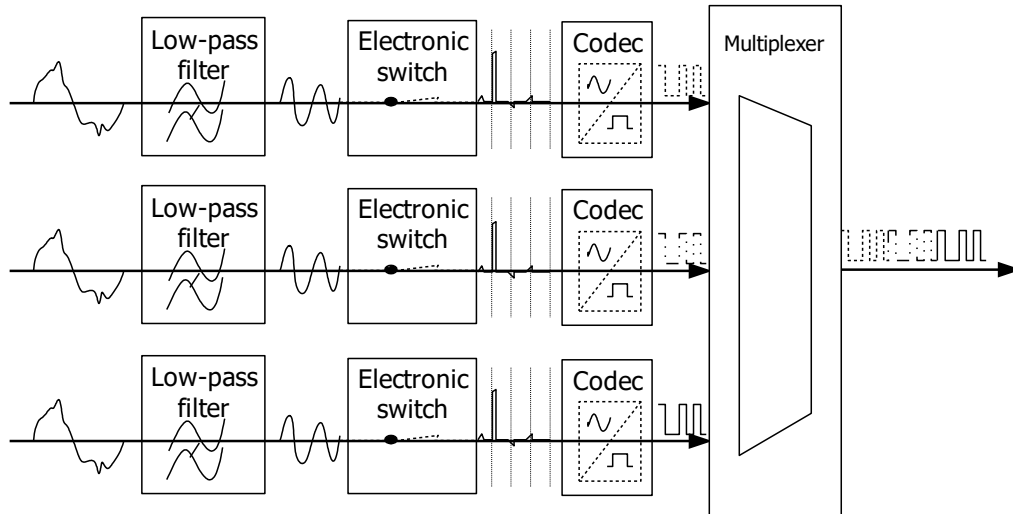 Low-pass
filter
Electronic
switch
Codec
Multiplexer
Low-pass
filter
Electronic
switch
Codec
Low-pass
filter
Electronic
switch
Codec